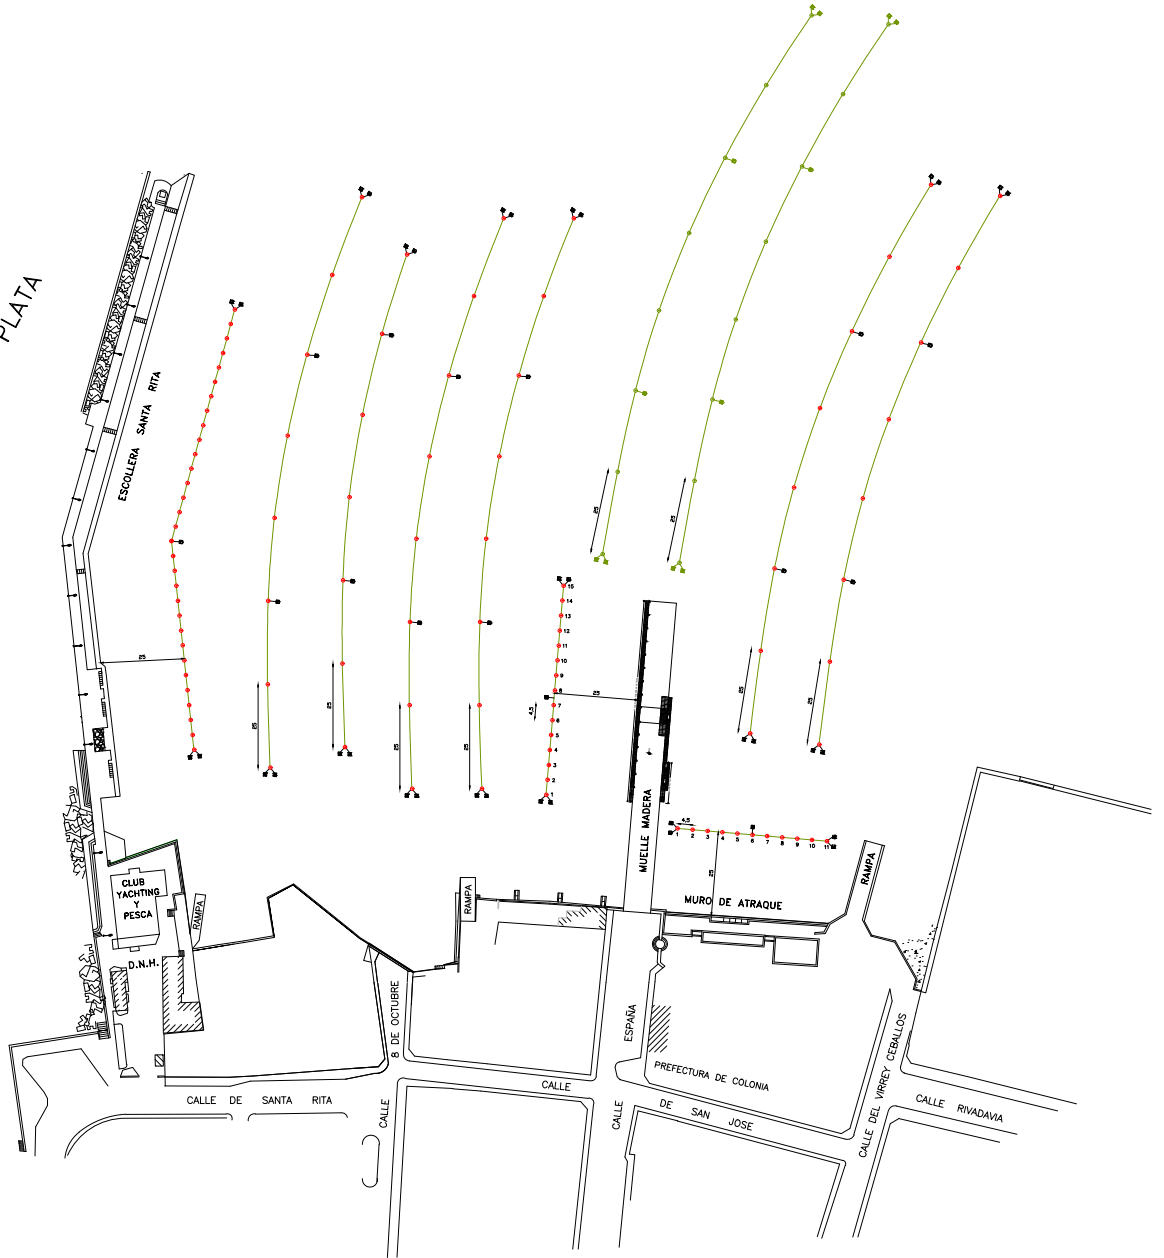 PLATA
ESCOLLERA SANTA RITA
25
25
25
25
25
25
25
25
25
25
4.5
15
14
13
12
11
10
9
8
7
6
5
4
3
2
1
MUELLE MADERA
4.5
1 2 3 4 5 6 7 8 9 10 11
25
MURO DE ATRAQUE
RAMPA
RAMPA
RAMPA
CLUB
YACHTING
Y
PESCA
D.N.H.
8 DE OCTUBRE
CALLE
ESPAÑA
CALLE
PREFECTURA DE COLONIA
CALLE DE SANTA RITA
CALLE
DE SAN JOSE
CALLE DEL VIRREY CEBALLOS
CALLE RIVADAVIA